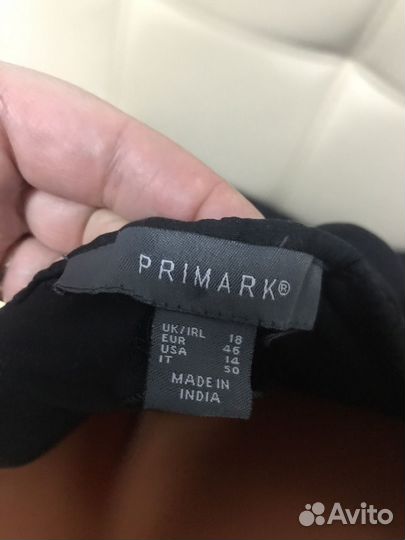 PRIMARK®
UK/IRL 18
EUR 46
USA 14
IT 50
MADE IN
INDIA
Avito